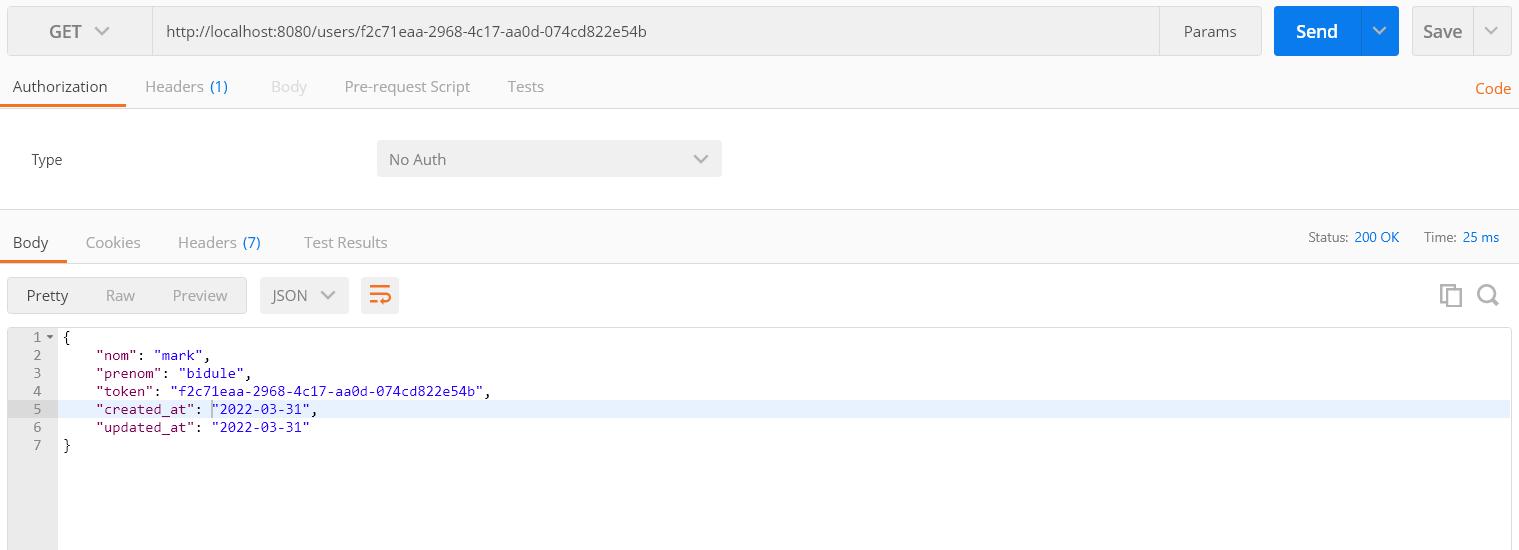 GET http://localhost:8080/users/f2c71eaa-2968-4c17-aa0d-074cd822e54b Params Send Save
Authorization Headers (1) Body Pre-request Script Tests Code
Type No Auth
Body Cookies Headers (7) Test Results Status: 200 OK Time: 25 ms
Pretty Raw Preview JSON
1 {
2 "nom": "mark",
3 "prenom": "bidule",
4 "token": "f2c71eaa-2968-4c17-aa0d-074cd822e54b",
5 "created_at": "2022-03-31",
6 "updated_at": "2022-03-31"
7 }